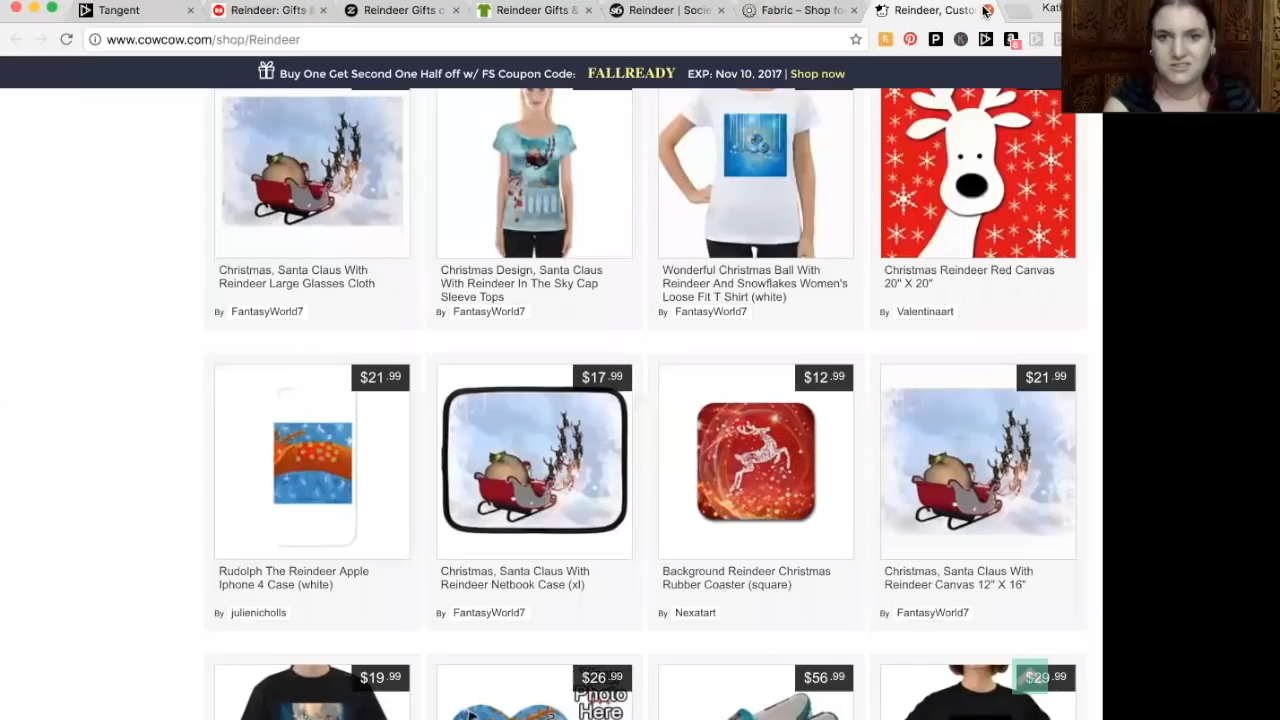 Tangent
Reindeer: Gifts &
Reindeer Gifts o
Reindeer Gifts &
Reindeer | Socie
Fabric – Shop fo
Reindeer, Custo
Kath
www.cowcow.com/shop/Reindeer
Buy One Get Second One Half off w/ FS Coupon Code: FALLREADY EXP: Nov 10, 2017 | Shop now
Christmas, Santa Claus With
Reindeer Large Glasses Cloth
By FantasyWorld7
Christmas Design, Santa Claus
With Reindeer In The Sky Cap
Sleeve Tops
By FantasyWorld7
Wonderful Christmas Ball With
Reindeer And Snowflakes Women's
Loose Fit T Shirt (white)
By FantasyWorld7
Christmas Reindeer Red Canvas
20" X 20"
By Valentinaart
$21.99
Rudolph The Reindeer Apple
Iphone 4 Case (white)
By julienicholls
$17.99
Christmas, Santa Claus With
Reindeer Netbook Case (xl)
By FantasyWorld7
$12.99
Background Reindeer Christmas
Rubber Coaster (square)
By Nexatart
$21.99
Christmas, Santa Claus With
Reindeer Canvas 12" X 16"
By FantasyWorld7
$19.99
$26.99
Photo
Here
$56.99
$29.99